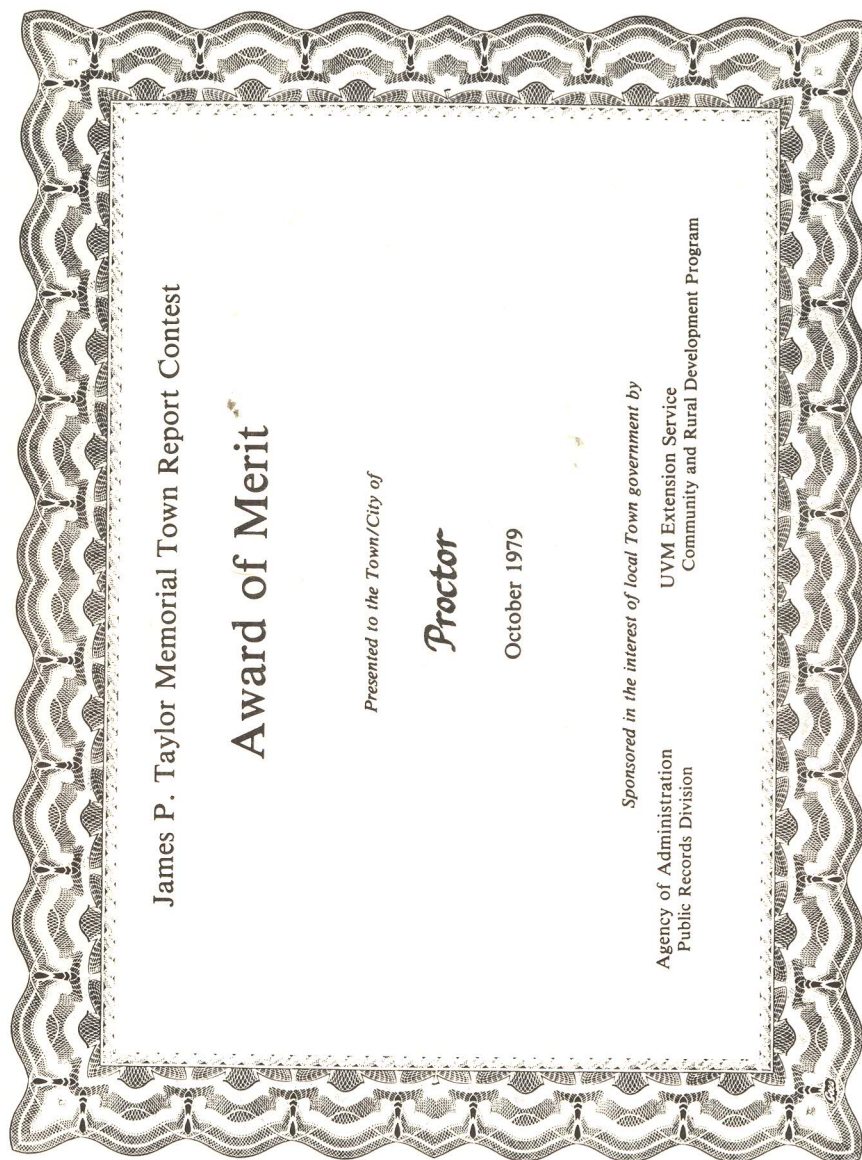 James P. Taylor Memorial Town Report Contest
Award of Merit
Presented to the Town/City of
Proctor
October 1979
Sponsored in the interest of local Town government by
Agency of Administration
Public Records Division
UVM Extension Service
Community and Rural Development Program